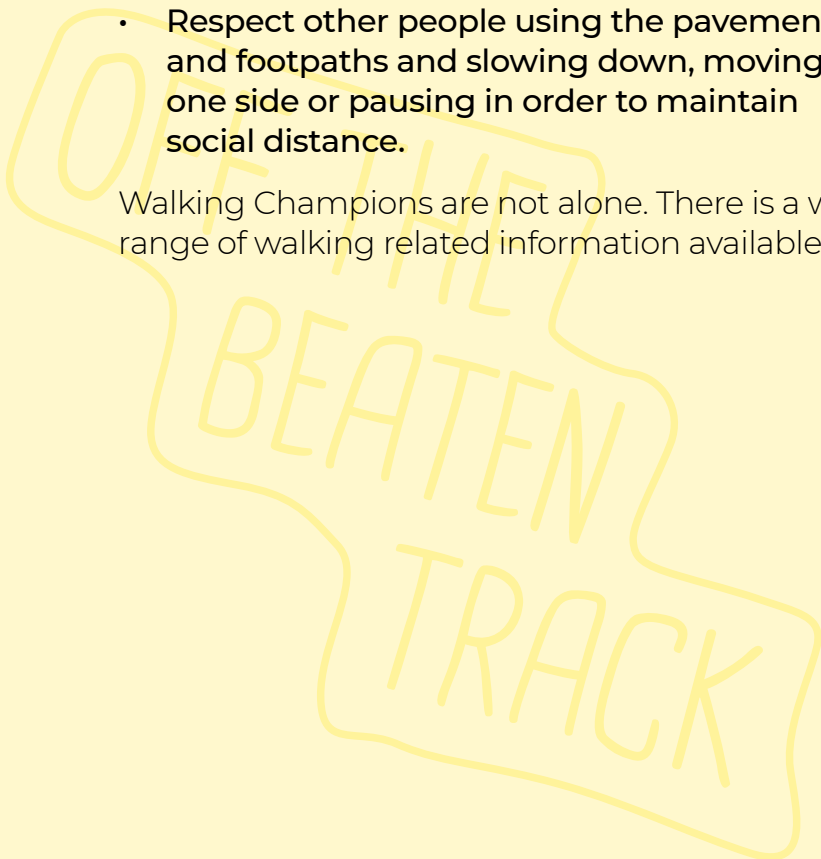 • Respect other people using the pavemen
and footpaths and slowing down, moving
one side or pausing in order to maintain
social distance.
Walking Champions are not alone. There is a w
range of walking related information available
OFF THE
BEATEN
TRACK